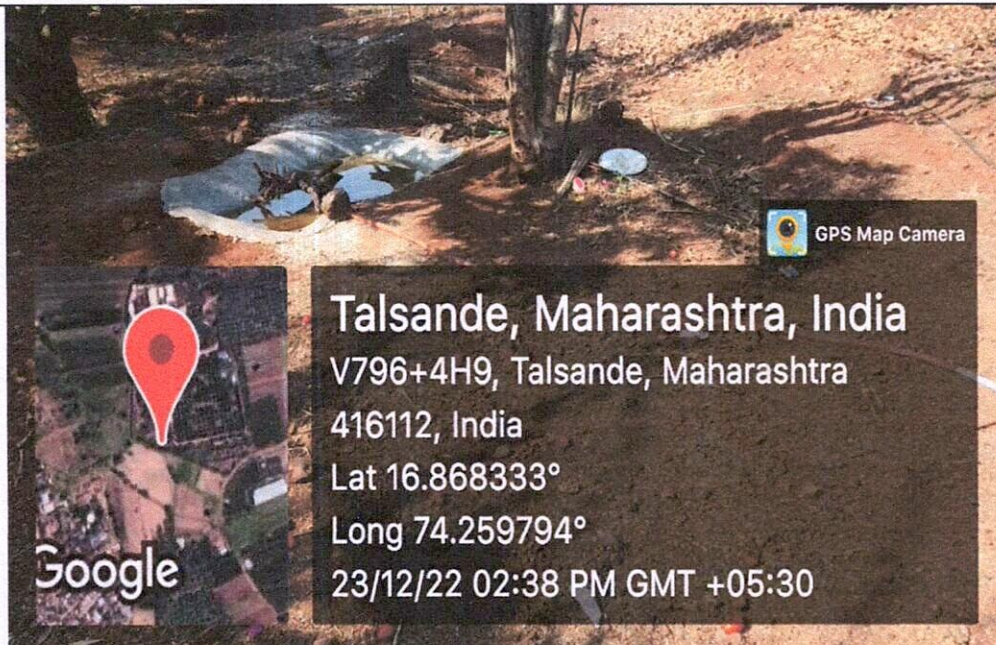 GPS Map Camera
Talsande, Maharashtra, India
V796+4H9, Talsande, Maharashtra
416112, India
Lat 16.868333°
Long 74.259794°
23/12/22 02:38 PM GMT +05:30
Google